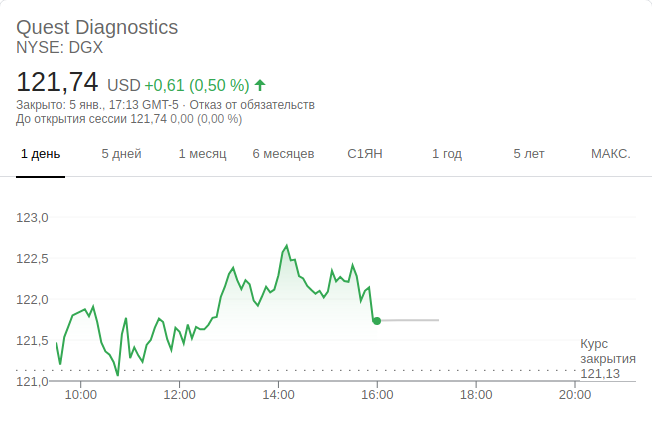 Quest Diagnostics
NYSE: DGX
121,74 USD +0,61 (0,50 %)
Закрыто: 5 янв., 17:13 GMT-5 · Отказ от обязательств
До открытия сессии 121,74 0,00 (0,00 %)
1 день 5 дней 1 месяц 6 месяцев С1ЯН 1 год 5 лет МАКС.
123,0
122,5
122,0
121,5
Курс
закрытия
121,13
121,0
10:00 12:00 14:00 16:00 18:00 20:00